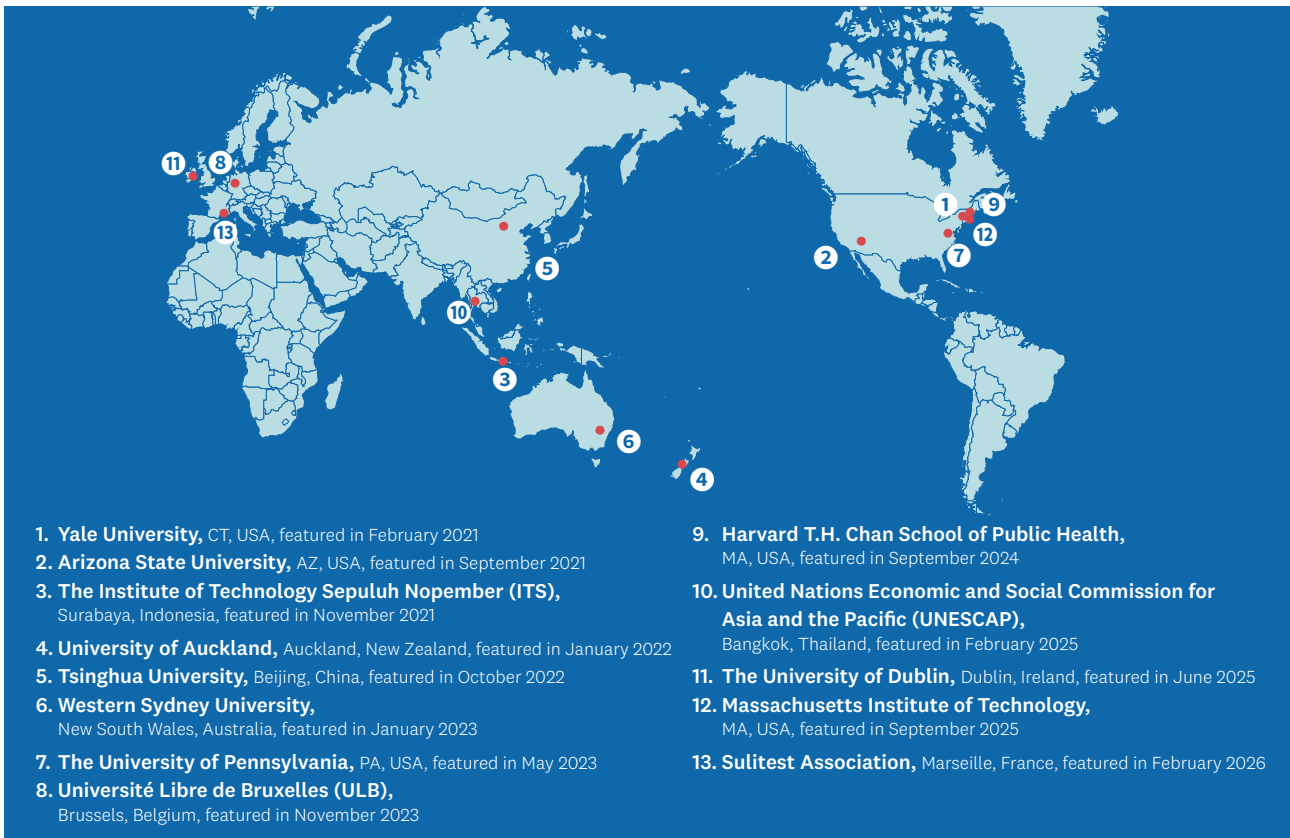 11
8
13
5
10
3
6
4
1
9
12
7
2
1. Yale University, CT, USA, featured in February 2021
2. Arizona State University, AZ, USA, featured in September 2021
3. The Institute of Technology Sepuluh Nopember (ITS),
Surabaya, Indonesia, featured in November 2021
4. University of Auckland, Auckland, New Zealand, featured in January 2022
5. Tsinghua University, Beijing, China, featured in October 2022
6. Western Sydney University,
New South Wales, Australia, featured in January 2023
7. The University of Pennsylvania, PA, USA, featured in May 2023
8. Université Libre de Bruxelles (ULB),
Brussels, Belgium, featured in November 2023
9. Harvard T.H. Chan School of Public Health,
MA, USA, featured in September 2024
10. United Nations Economic and Social Commission for
Asia and the Pacific (UNESCAP),
Bangkok, Thailand, featured in February 2025
11. The University of Dublin, Dublin, Ireland, featured in June 2025
12. Massachusetts Institute of Technology,
MA, USA, featured in September 2025
13. Sulitest Association, Marseille, France, featured in February 2026